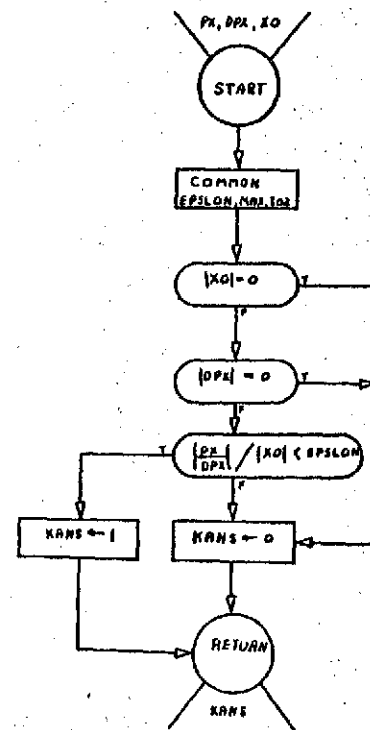 PX, DPX, XO
START
COMMON
EPSLON, MAX, IO2
|XO| = 0
T
F
|DPX| = 0
T
F
|PX/DPX| / |XO| < EPSLON
T
F
KANS ← 1
KANS ← 0
RETURN
KANS